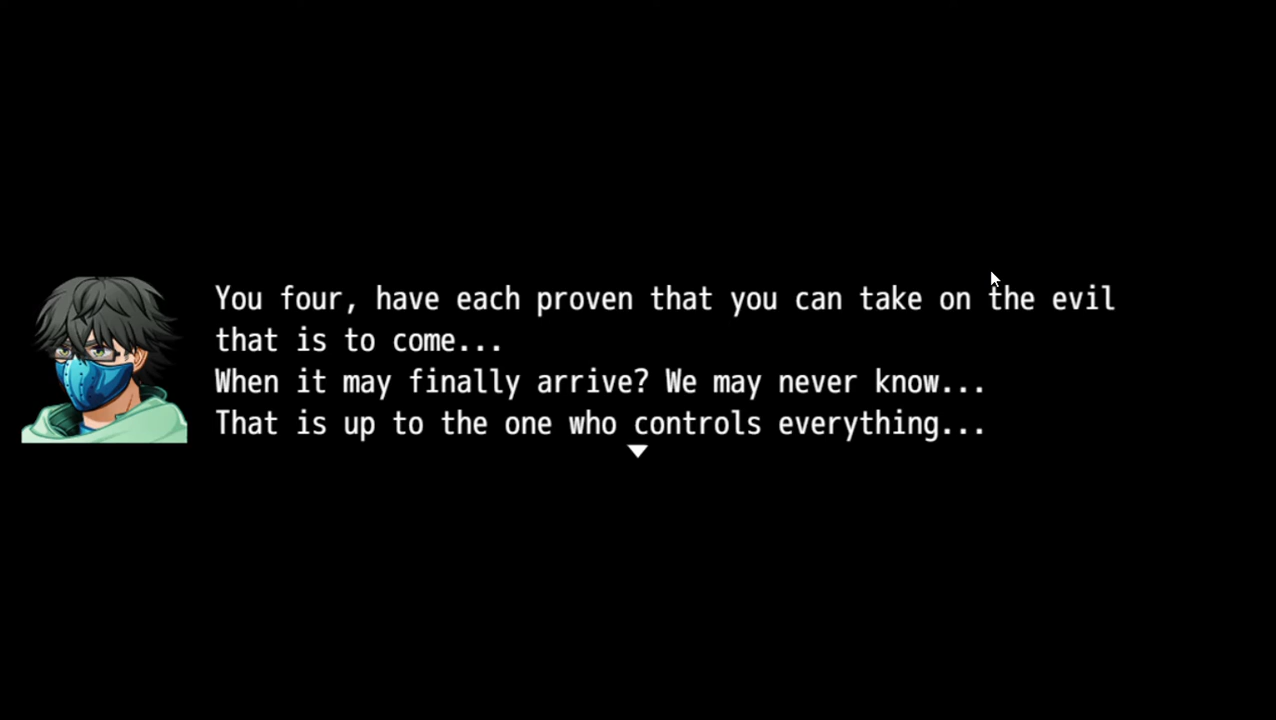 You four, have each proven that you can take on the evil
that is to come...
When it may finally arrive? We may never know...
That is up to the one who controls everything...